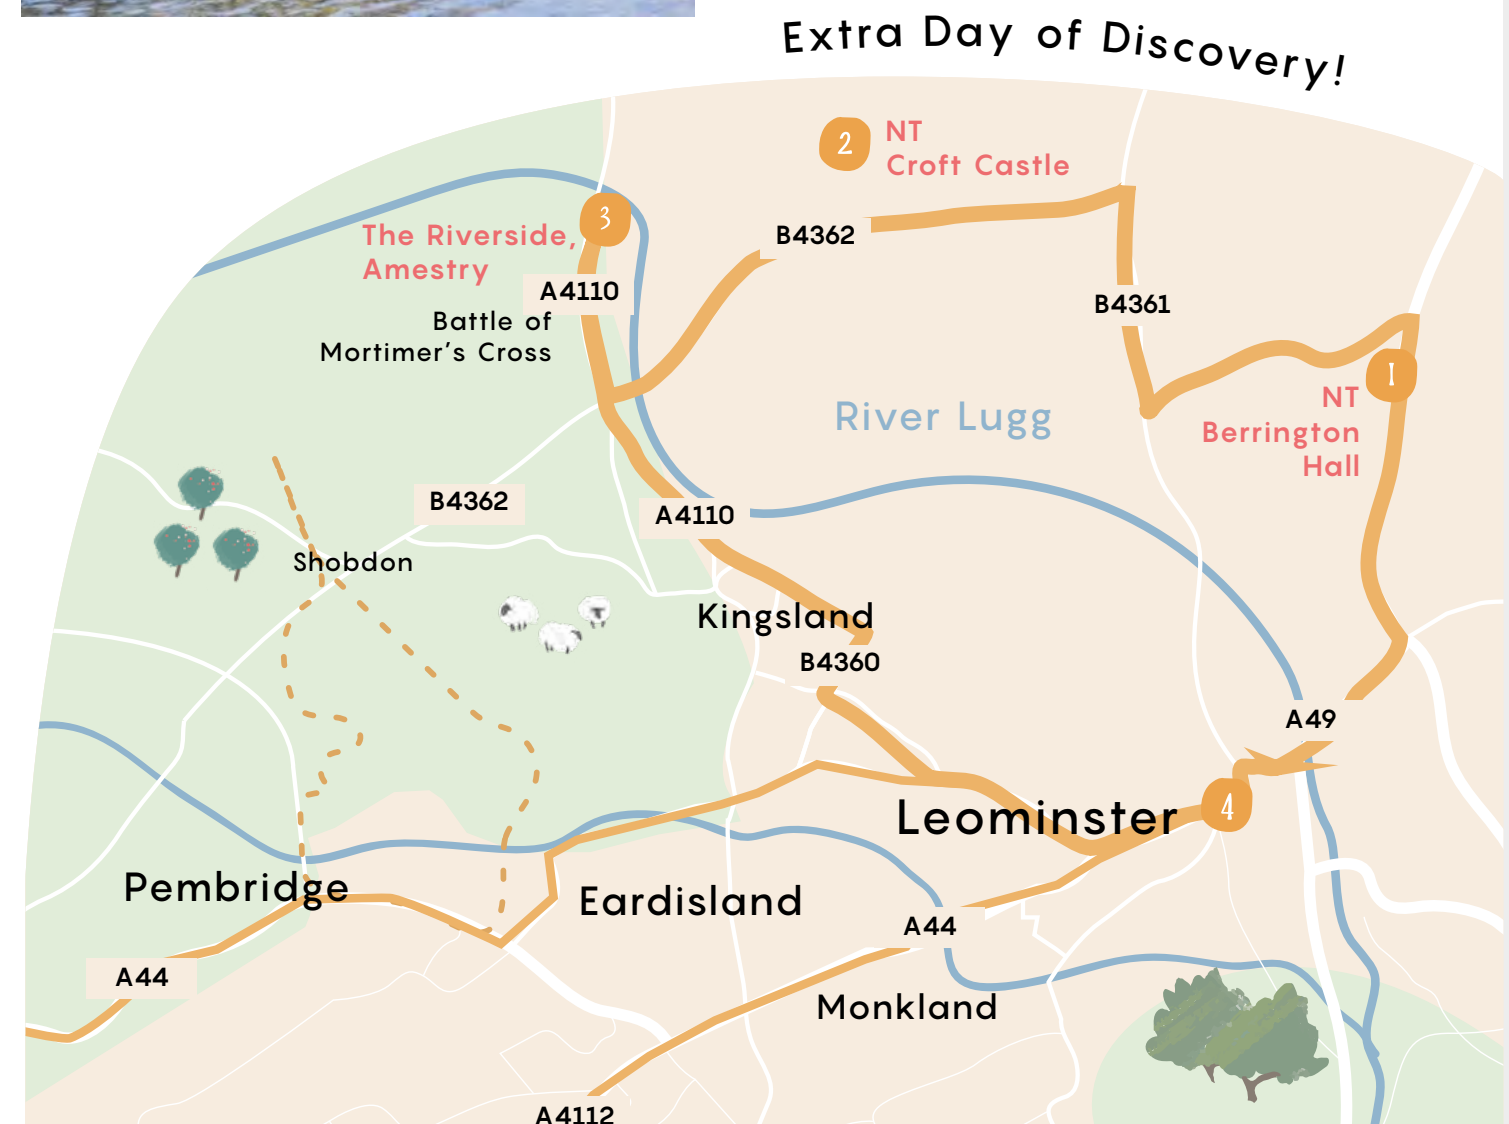 Extra Day of Discovery!
2
NT
Croft Castle
3
The Riverside,
Amestry
B4362
A4110
B4361
Battle of
Mortimer's Cross
1
NT
Berrington
Hall
River Lugg
B4362
A4110
Shobdon
Kingsland
B4360
A49
4
Leominster
Pembridge
Eardisland
A44
A44
Monkland
A4112